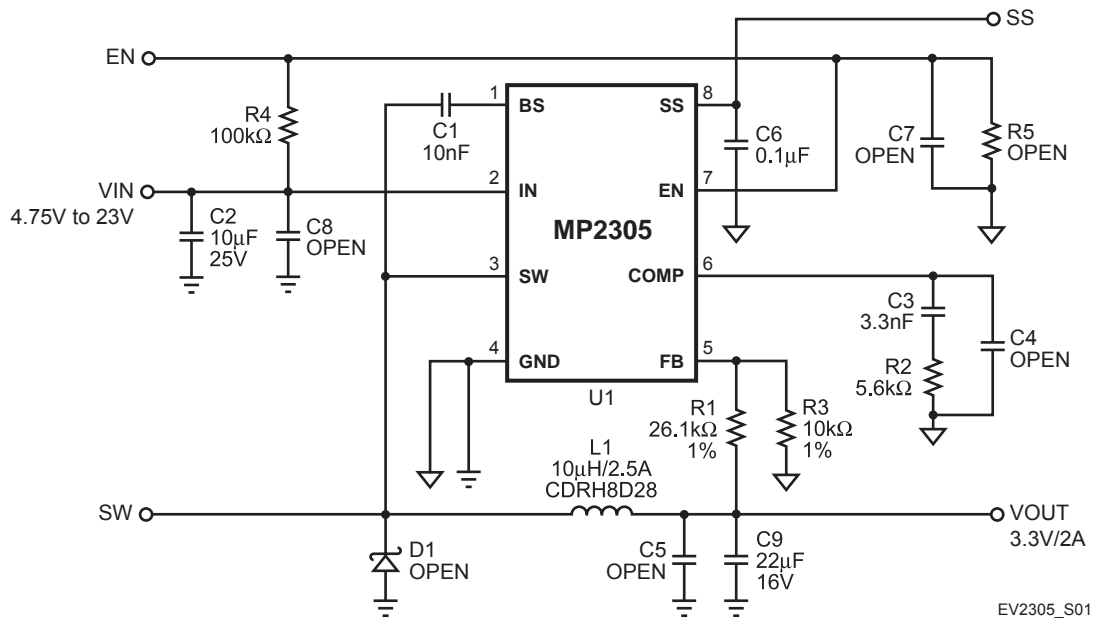 SS
EN
R4
100kΩ
C1
10nF
1
BS
SS
8
C6
0.1µF
C7
OPEN
R5
OPEN
VIN
4.75V to 23V
C2
10µF
25V
C8
OPEN
2
IN
EN
7
MP2305
3
SW
COMP
6
C3
3.3nF
C4
OPEN
R2
5.6kΩ
4
GND
FB
5
U1
R1
26.1kΩ
1%
R3
10kΩ
1%
L1
10µH/2.5A
CDRH8D28
SW
VOUT
3.3V/2A
D1
OPEN
C5
OPEN
C9
22µF
16V
EV2305_S01